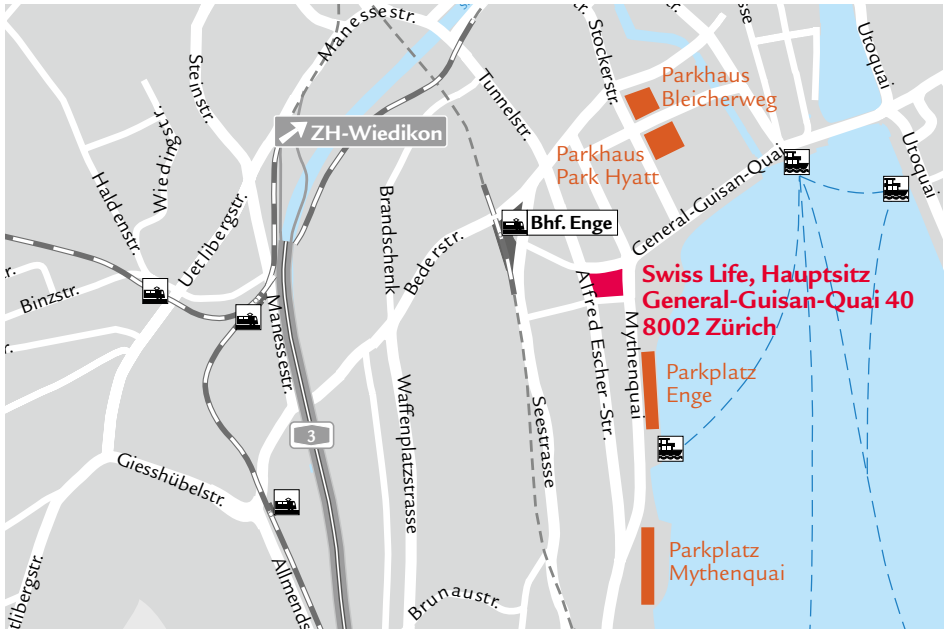 Manessestr.
Steinstr.
Stockerstr.
sse
Utoquai
Parkhaus
Bleicherweg
Tunnelstr.
ZH-Wiedikon
Wiedingstr.
Parkhaus
Park Hyatt
General-Guisan-Quai
Utoquai
Haldenstr.
Uetlibergstr.
Brandschenk
Bederstr.
Bhf. Enge
r.
Binzstr.
Manessestr.
Alfred Escher -Str.
Mythenquai
Swiss Life, Hauptsitz
General-Guisan-Quai 40
8002 Zürich
Parkplatz
Enge
Waffenplatzstrasse
Seestrasse
3
Giesshübelstr.
Parkplatz
Mythenquai
Allmends
Brunaustr.
tlibergstr.